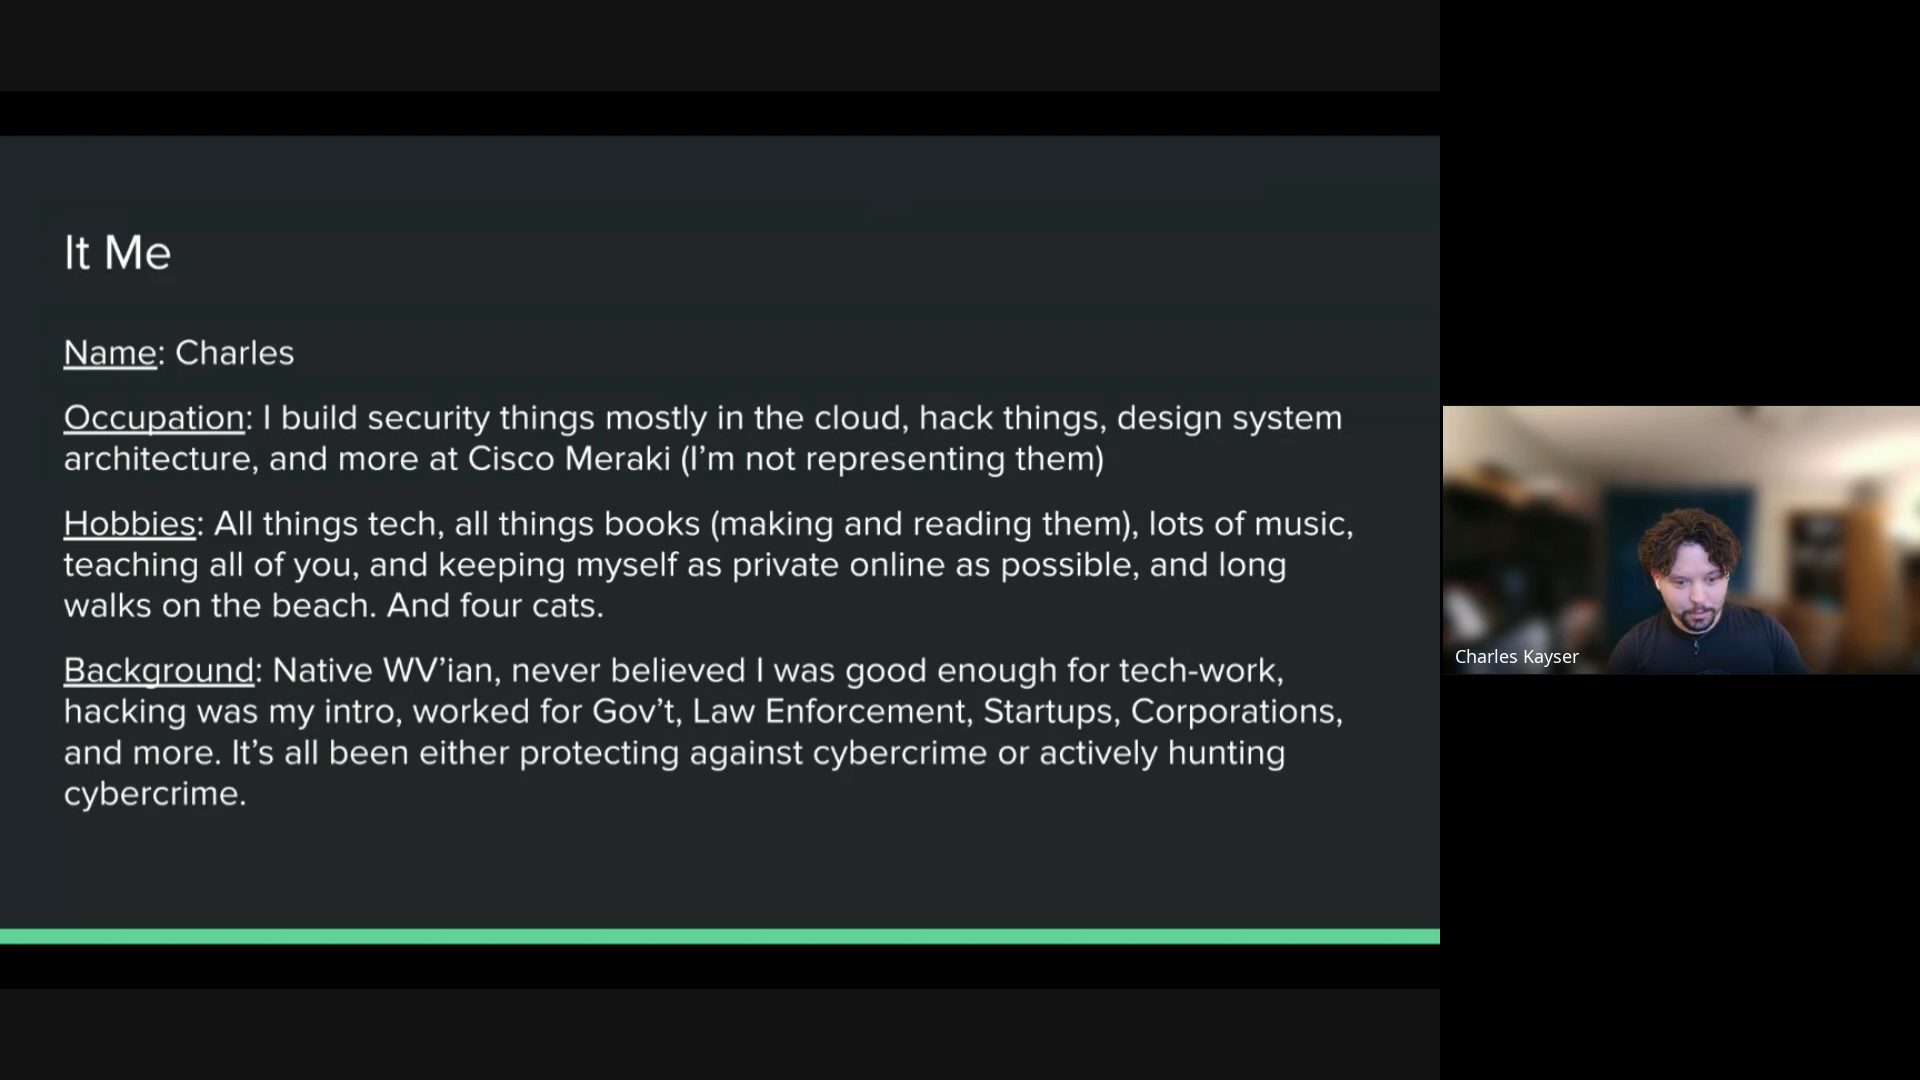 It Me
Name: Charles
Occupation: I build security things mostly in the cloud, hack things, design system
architecture, and more at Cisco Meraki (I’m not representing them)
Hobbies: All things tech, all things books (making and reading them), lots of music,
teaching all of you, and keeping myself as private online as possible, and long
walks on the beach. And four cats.
Background: Native WV’ian, never believed I was good enough for tech-work,
hacking was my intro, worked for Gov’t, Law Enforcement, Startups, Corporations,
and more. It’s all been either protecting against cybercrime or actively hunting
cybercrime.
Charles Kayser